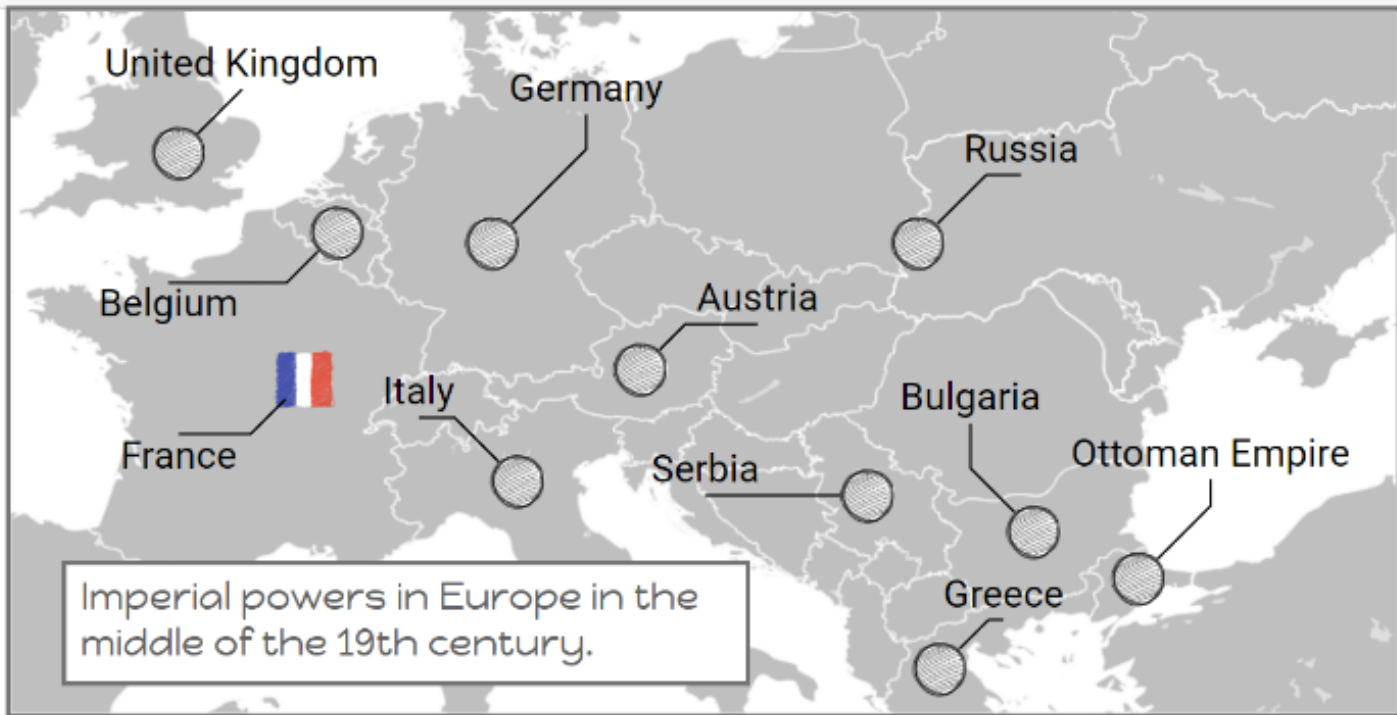 United Kingdom
Germany
Russia
Belgium
Austria
Italy
Bulgaria
France
Serbia
Ottoman Empire
Greece
Imperial powers in Europe in the
middle of the 19th century.